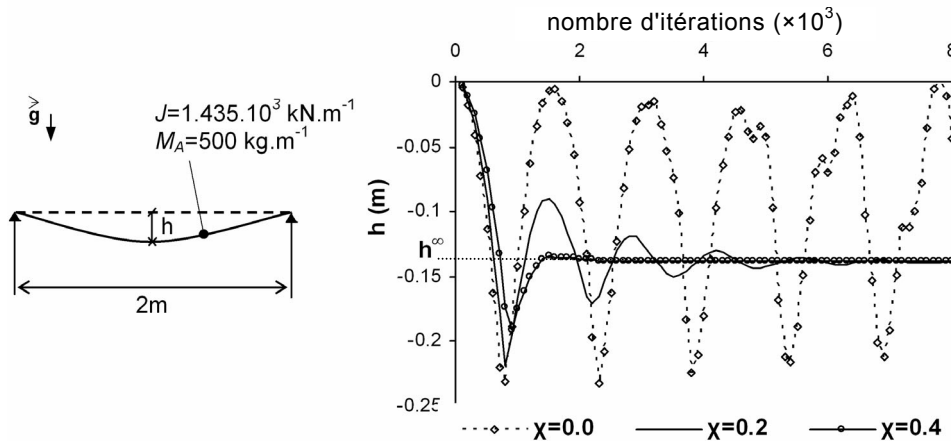 g
J=1.435.10³ kN.m⁻¹
M_A=500 kg.m⁻¹
h
2m
nombre d'itérations (×10³)
0 2 4 6 8
0
-0.05
-0.1
-0.15
-0.2
-0.25
h (m)
h∞
χ=0.0 χ=0.2 χ=0.4